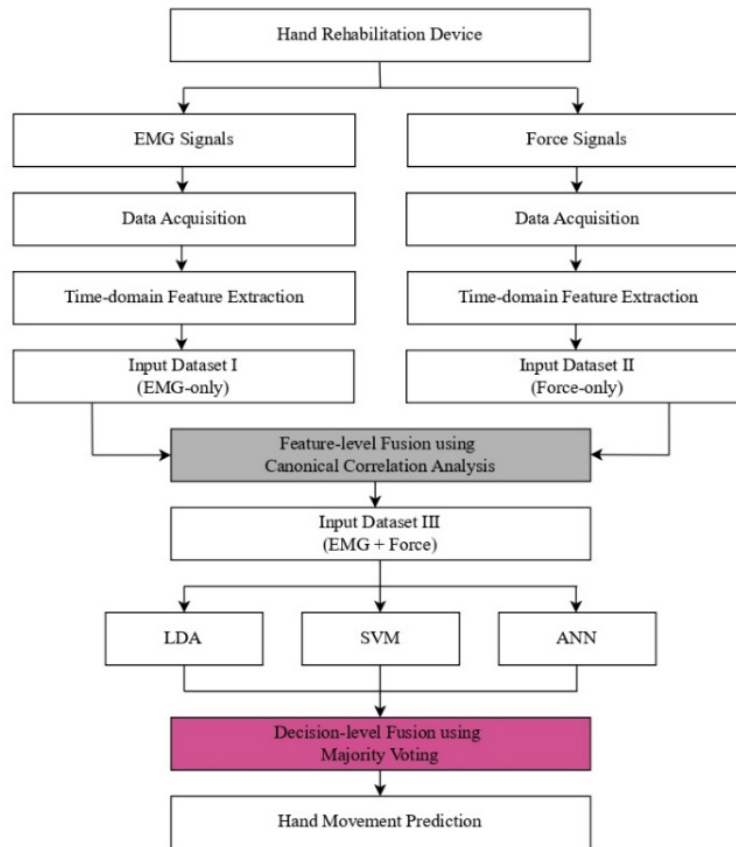 Hand Rehabilitation Device
EMG Signals
Force Signals
Data Acquisition
Data Acquisition
Time-domain Feature Extraction
Time-domain Feature Extraction
Input Dataset I
(EMG-only)
Input Dataset II
(Force-only)
Feature-level Fusion using
Canonical Correlation Analysis
Input Dataset III
(EMG + Force)
LDA
SVM
ANN
Decision-level Fusion using
Majority Voting
Hand Movement Prediction